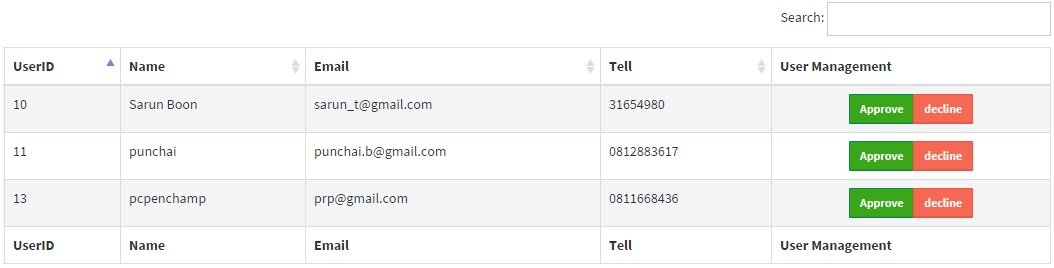 Search:
UserID Name Email Tell User Management
10 Sarun Boon sarun_t@gmail.com 31654980 Approve decline
11 punchai punchai.b@gmail.com 0812883617 Approve decline
13 pcpenchamp prp@gmail.com 0811668436 Approve decline
UserID Name Email Tell User Management